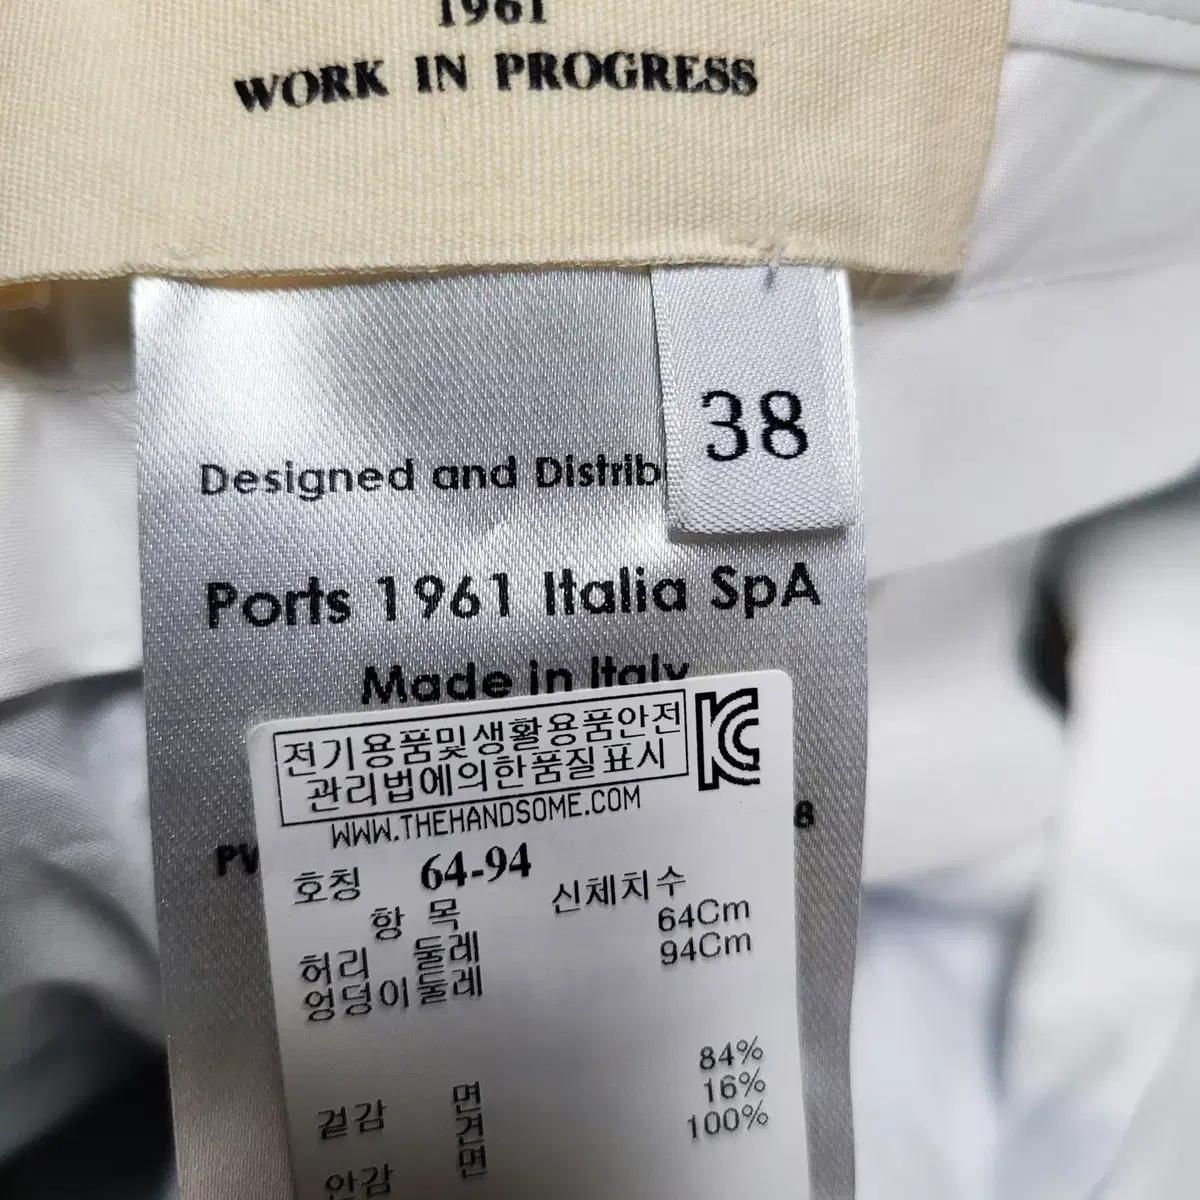 1961
WORK IN PROGRESS
38
Designed and Distrib
Ports 1961 Italia SpA
Made in Italy
전기용품및생활용품안전
관리법에의한품질표시
WWW.THEHANDSOME.COM
호칭 64-94
항 목 신체치수
허리 둘레 64Cm
엉덩이둘레 94Cm
겉감 면 84%
견 16%
안감 면 100%